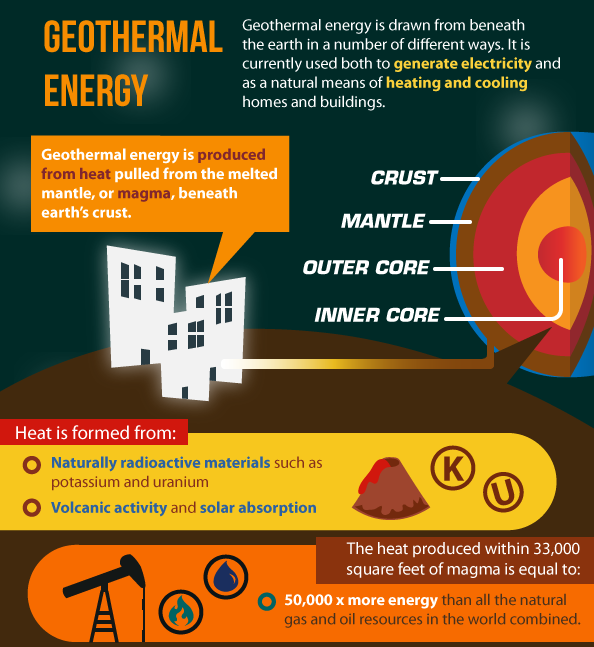 GEOTHERMAL
ENERGY
Geothermal energy is drawn from beneath
the earth in a number of different ways. It is
currently used both to generate electricity and
as a natural means of heating and cooling
homes and buildings.
Geothermal energy is produced
from heat pulled from the melted
mantle, or magma, beneath
earth's crust.
CRUST
MANTLE
OUTER CORE
INNER CORE
Heat is formed from:
Naturally radioactive materials such as
potassium and uranium
Volcanic activity and solar absorption
K
U
The heat produced within 33,000
square feet of magma is equal to:
50,000 x more energy than all the natural
gas and oil resources in the world combined.